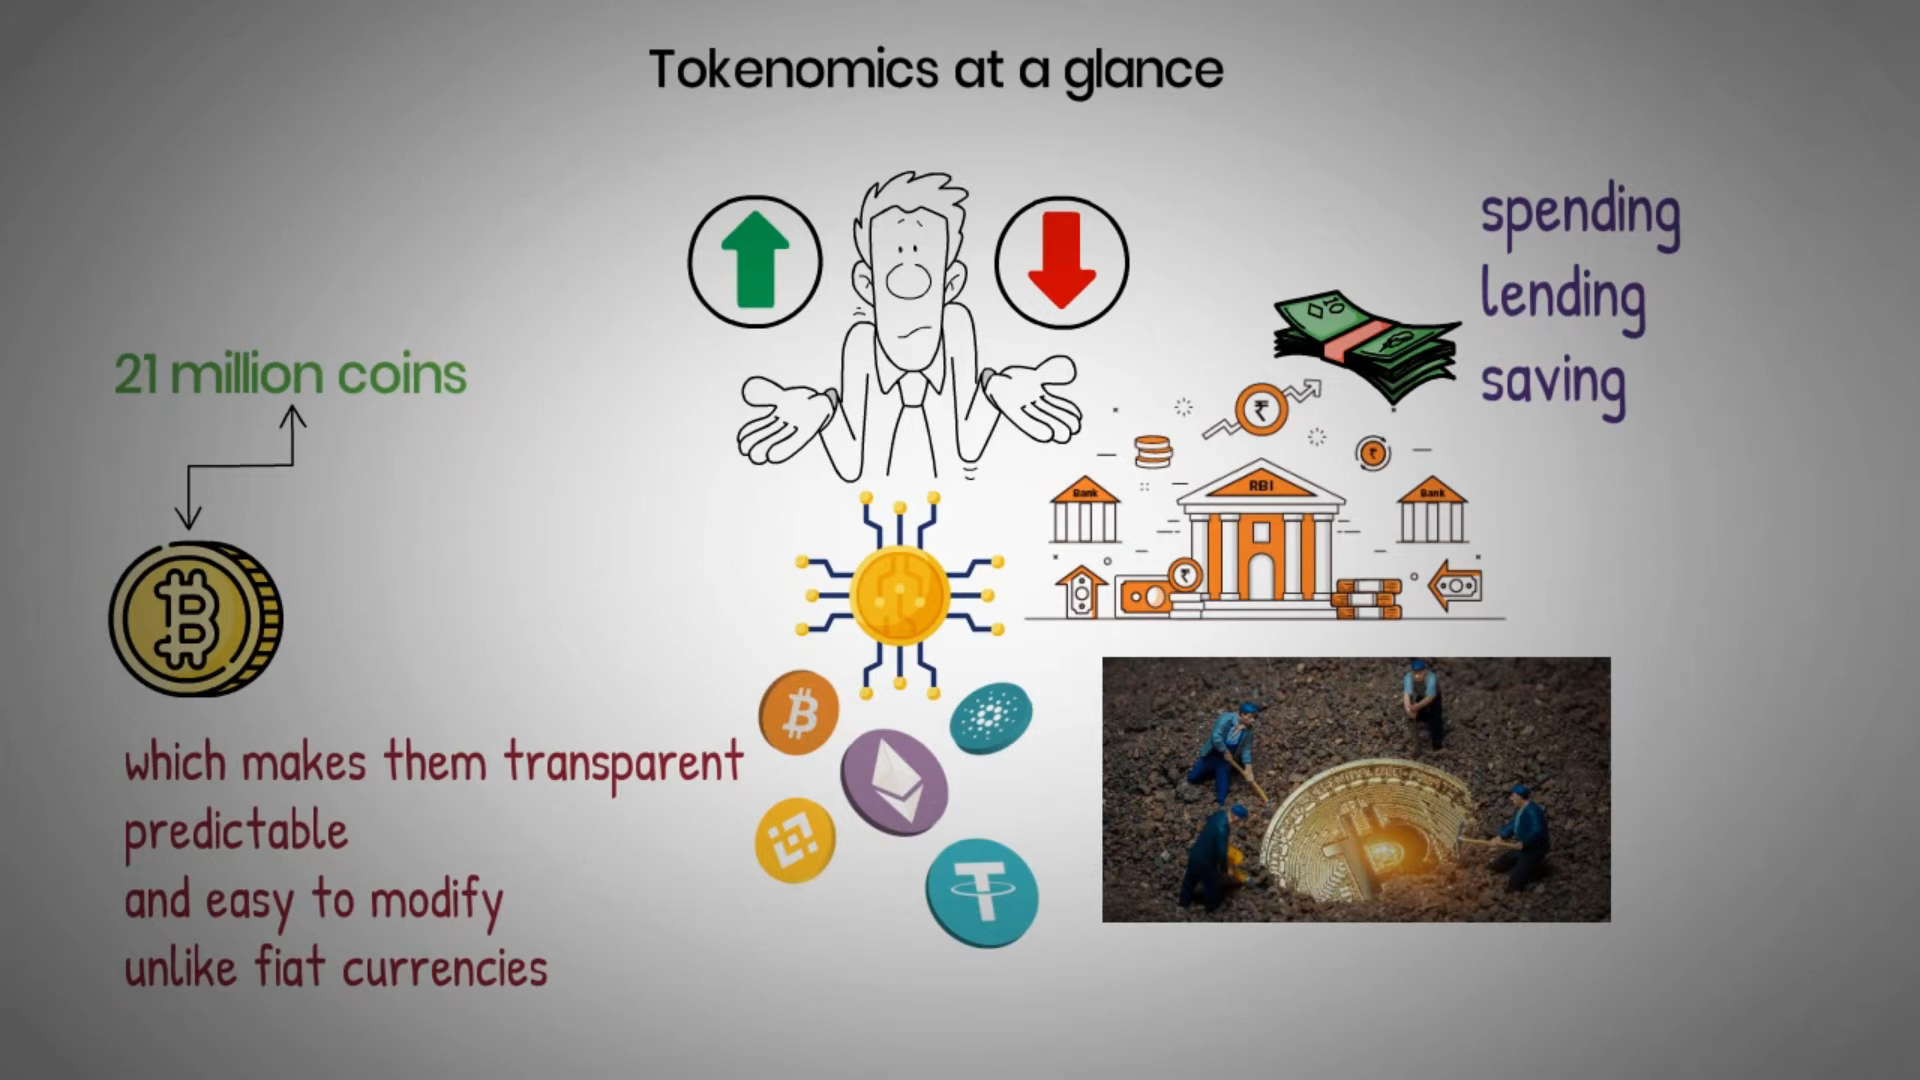 Tokenomics at a glance
spending
lending
saving
21 million coins
10
₹
₹
Bank
RBI
Bank
₹
which makes them transparent
predictable
and easy to modify
unlike fiat currencies